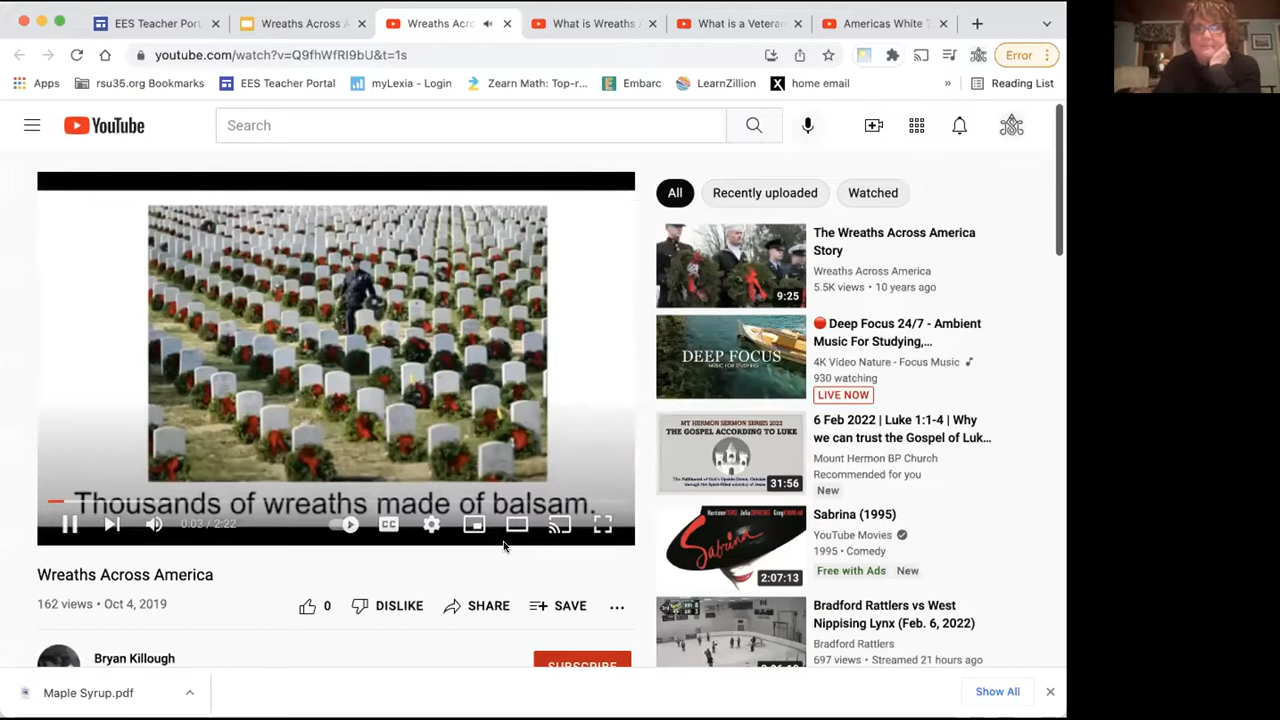 EES Teacher Port
Wreaths Across A
Wreaths Acro
What is Wreaths
What is a Vetera
Americas White T
youtube.com/watch?v=Q9fhWfRI9bU&t=1s
Error
Apps
rsu35.org Bookmarks
EES Teacher Portal
myLexia - Login
Zearn Math: Top-r...
Embarc
LearnZillion
X home email
»
Reading List
YouTube
Search
All
Recently uploaded
Watched
Thousands of wreaths made of balsam.
0:03 / 2:22
CC
Wreaths Across America
162 views • Oct 4, 2019
0
DISLIKE
SHARE
SAVE
...
Bryan Killough
SUBSCRIBE
9:25
The Wreaths Across America
Story
Wreaths Across America
5.5K views • 10 years ago
DEEP FOCUS
MUSIC FOR STUDYING
Deep Focus 24/7 - Ambient
Music For Studying,...
4K Video Nature - Focus Music
930 watching
LIVE NOW
MT HERMON SERMON SERIES 2022
THE GOSPEL ACCORDING TO LUKE
31:56
6 Feb 2022 | Luke 1:1-4 | Why
we can trust the Gospel of Luk...
Mount Hermon BP Church
Recommended for you
New
Sabrina
2:07:13
Sabrina (1995)
YouTube Movies
1995 • Comedy
Free with Ads
New
Bradford Rattlers vs West
Nippising Lynx (Feb. 6, 2022)
Bradford Rattlers
697 views • Streamed 21 hours ago
Maple Syrup.pdf
Show All